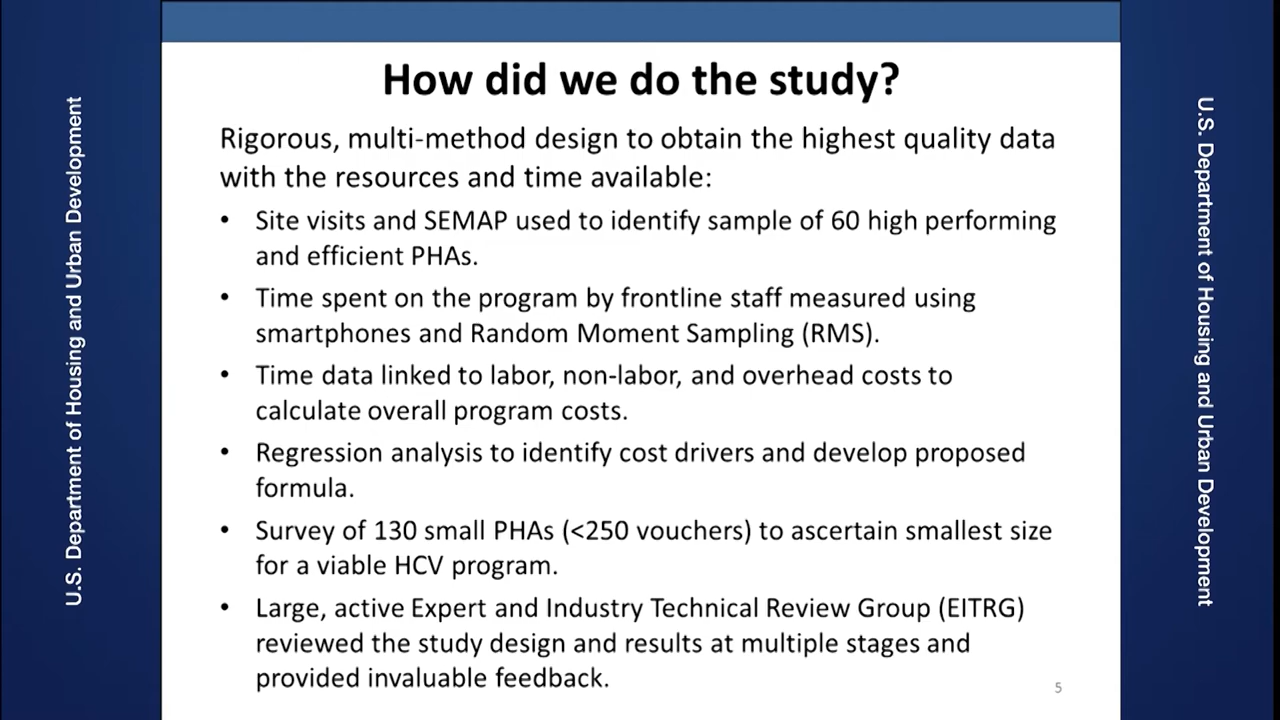 How did we do the study?
Rigorous, multi-method design to obtain the highest quality data
with the resources and time available:
• Site visits and SEMAP used to identify sample of 60 high performing
and efficient PHAs.
• Time spent on the program by frontline staff measured using
smartphones and Random Moment Sampling (RMS).
• Time data linked to labor, non-labor, and overhead costs to
calculate overall program costs.
• Regression analysis to identify cost drivers and develop proposed
formula.
• Survey of 130 small PHAs (<250 vouchers) to ascertain smallest size
for a viable HCV program.
• Large, active Expert and Industry Technical Review Group (EITRG)
reviewed the study design and results at multiple stages and
provided invaluable feedback.
5
U.S. Department of Housing and Urban Development
U.S. Department of Housing and Urban Development